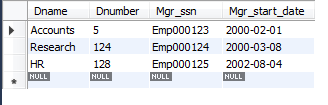 Dname Dnumber Mgr_ssn Mgr_start_date
Accounts 5 Emp000123 2000-02-01
Research 124 Emp000124 2000-03-08
HR 128 Emp000125 2002-08-04
NULL NULL NULL NULL